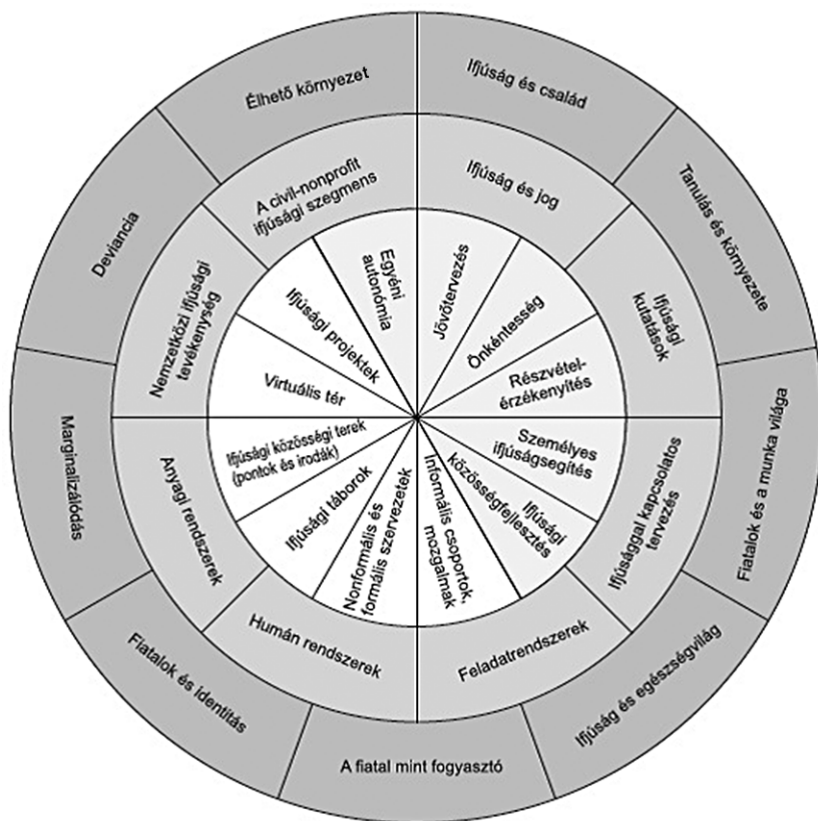 Ifjúság és család
Tanulás és környezete
Fiatalok és a munka világa
Ifjúság és egészségvilág
A fiatal mint fogyasztó
Fiatalok és identitás
Marginalizálódás
Deviancia
Élhető környezet
Ifjúság és jog
Ifjúsági
kutatások
Ifjúsággal kapcsolatos
tervezés
Feladatrendszerek
Humán rendszerek
Anyagi rendszerek
Nemzetközi ifjúsági
tevékenység
A civil-nonprofit
ifjúsági szegmens
Jövőtervezés
Önkéntesség
Részvétel-
érzékenyítés
Személyes
ifjúságsegítés
Ifjúsági
közösségfejlesztés
Informális csoportok,
mozgalmak
Nonformális és
formális szervezetek
Ifjúsági táborok
Ifjúsági közösségi terek
(pontok és irodák)
Virtuális tér
Ifjúsági projektek
Egyéni
autonómia